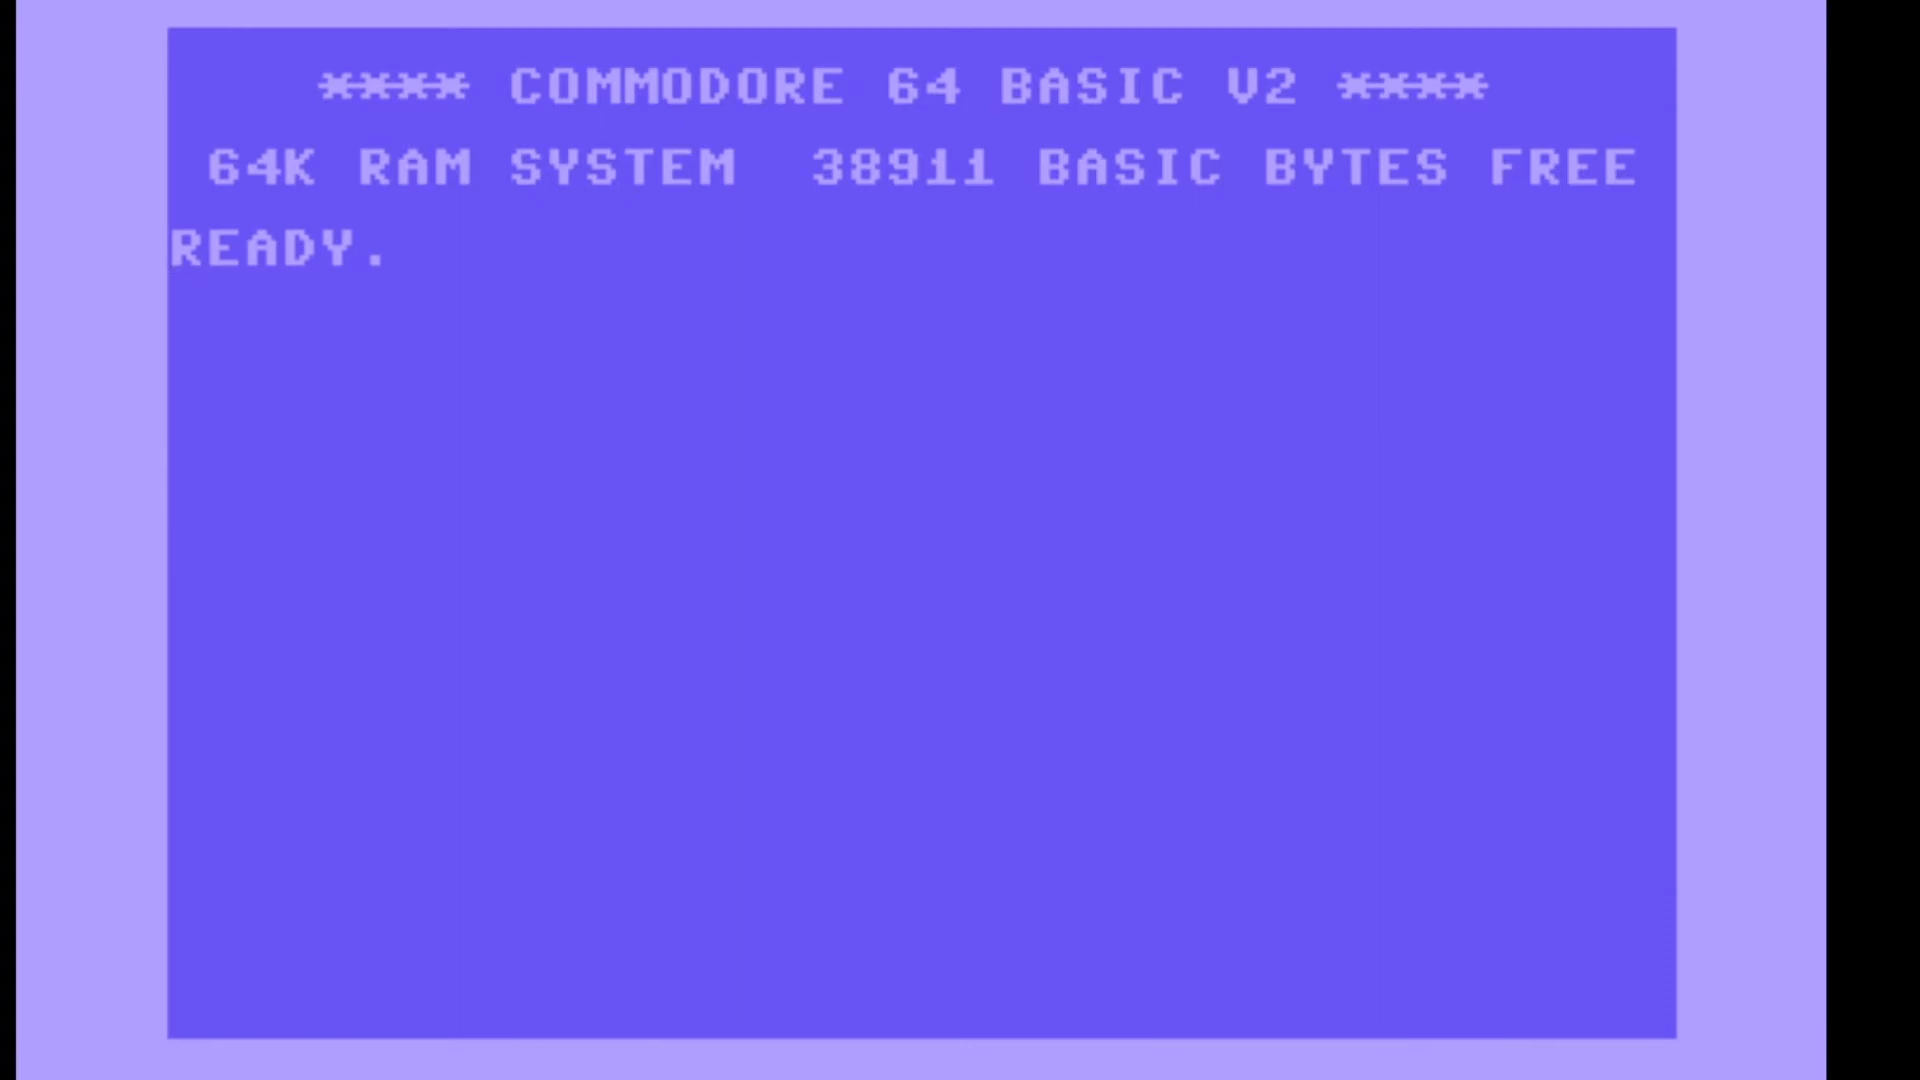 **** COMMODORE 64 BASIC V2 ****
64K RAM SYSTEM  38911 BASIC BYTES FREE
READY.